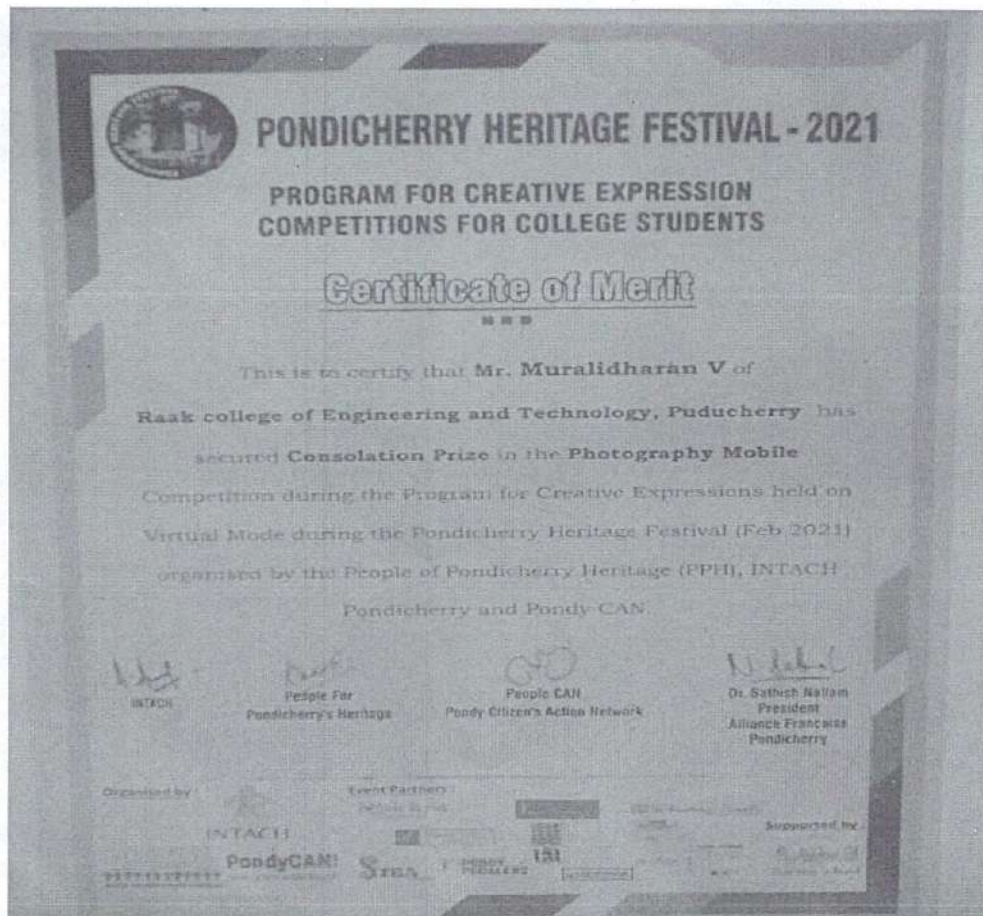 PONDICHERRY HERITAGE FESTIVAL - 2021
PROGRAM FOR CREATIVE EXPRESSION
COMPETITIONS FOR COLLEGE STUDENTS
Certificate of Merit
This is to certify that Mr. Muralidharan V of
Raak college of Engineering and Technology, Puducherry has
secured Consolation Prize in the Photography Mobile
Competition during the Program for Creative Expressions held on
Virtual Mode during the Pondicherry Heritage Festival (Feb 2021)
organised by the People of Pondicherry Heritage (PPH), INTACH
Pondicherry and Pondy CAN.
INTACH
People For
Pondicherry's Heritage
People CAN
Pondy Citizen's Action Network
Dr. Sathish Nallam
President
Alliance Francaise
Pondicherry
Organised by :
Event Partners :
INTACH
PondyCAN!
Supported by